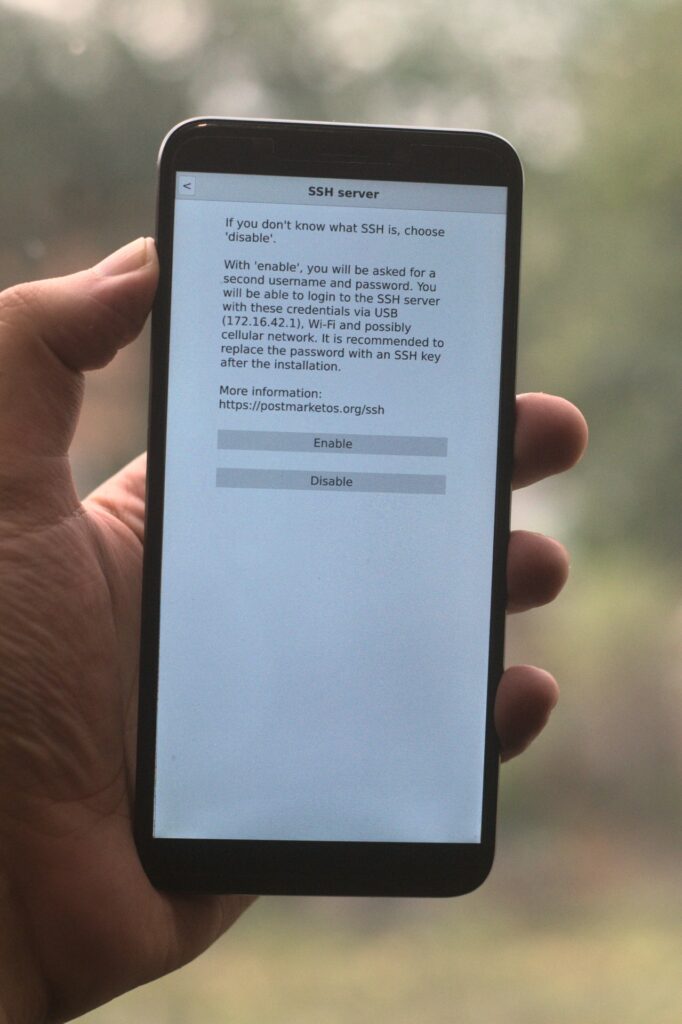 <
SSH server
If you don't know what SSH is, choose
'disable'.
With 'enable', you will be asked for a
second username and password. You
will be able to login to the SSH server
with these credentials via USB
(172.16.42.1), Wi-Fi and possibly
cellular network. It is recommended to
replace the password with an SSH key
after the installation.
More information:
https://postmarketos.org/ssh
Enable
Disable